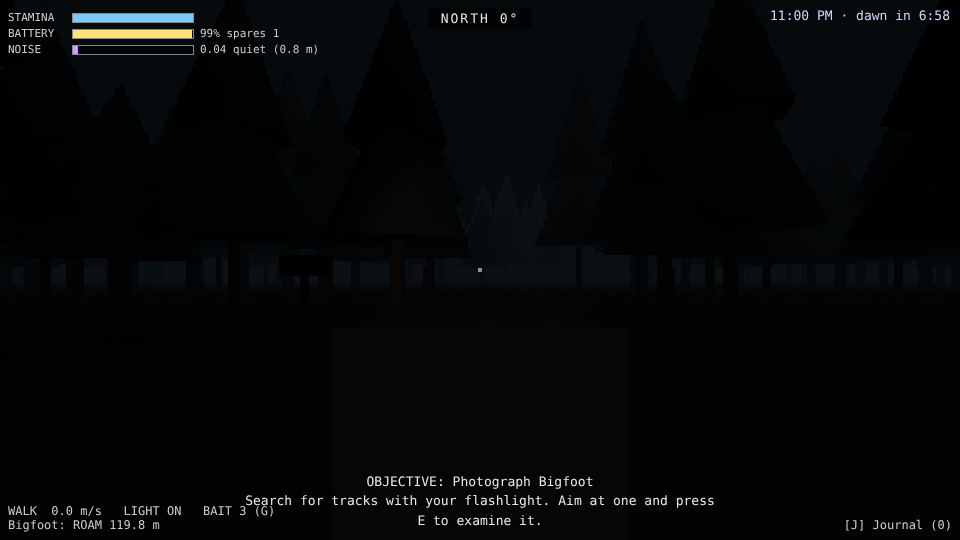 STAMINA
BATTERY 99% spares 1
NOISE 0.04 quiet (0.8 m)
NORTH 0°
11:00 PM · dawn in 6:58
OBJECTIVE: Photograph Bigfoot
Search for tracks with your flashlight. Aim at one and press
E to examine it.
WALK 0.0 m/s LIGHT ON BAIT 3 (G)
Bigfoot: ROAM 119.8 m
[J] Journal (0)